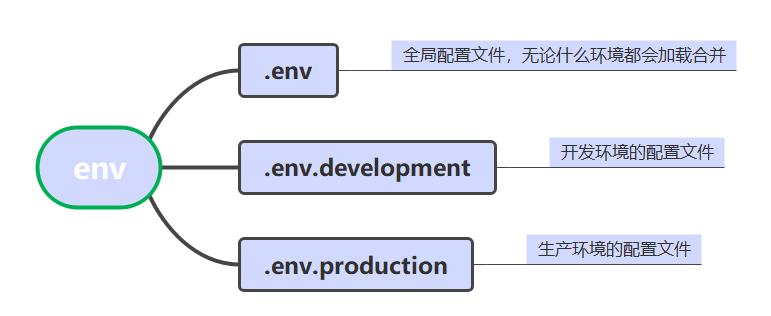 env
.env
全局配置文件，无论什么环境都会加载合并
.env.development
开发环境的配置文件
.env.production
生产环境的配置文件